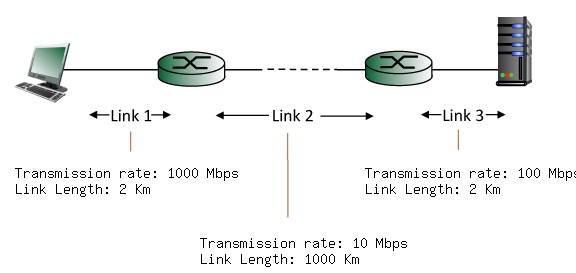 Link 1
Link 2
Link 3
Transmission rate: 1000 Mbps
Link Length: 2 Km
Transmission rate: 100 Mbps
Link Length: 2 Km
Transmission rate: 10 Mbps
Link Length: 1000 Km